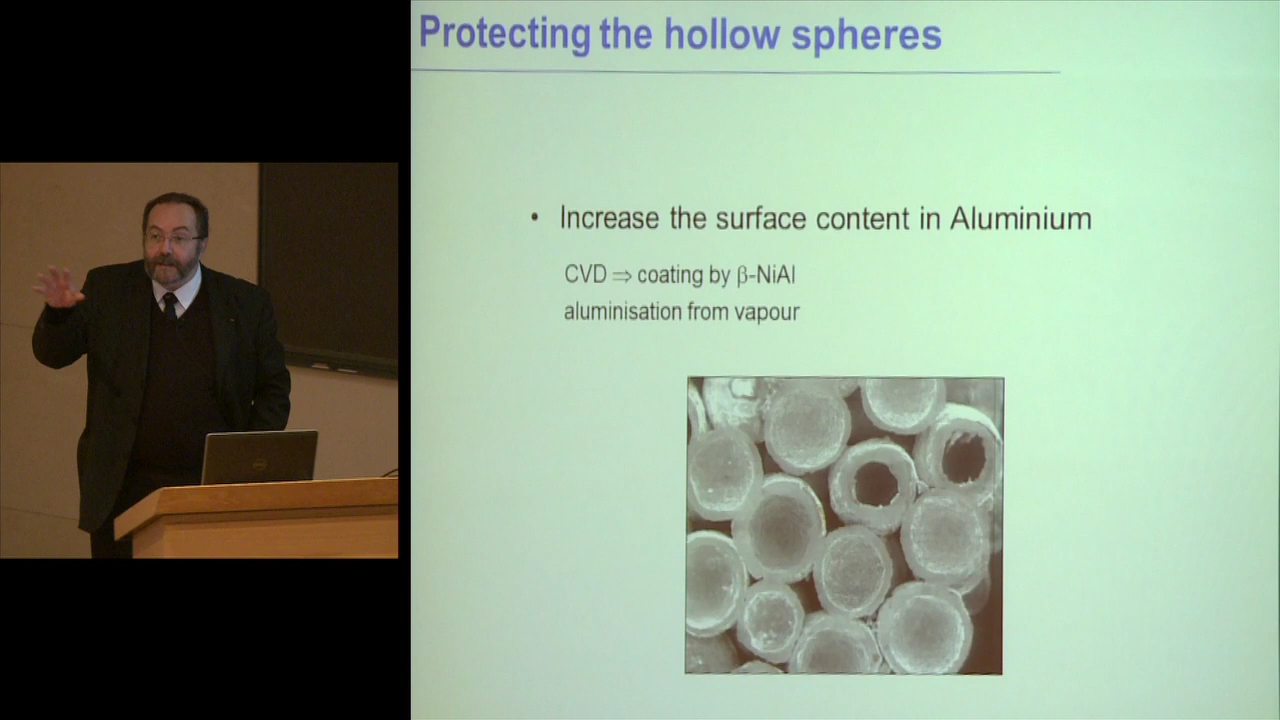 Protecting the hollow spheres
• Increase the surface content in Aluminium
CVD ⇒ coating by β-NiAl
aluminisation from vapour